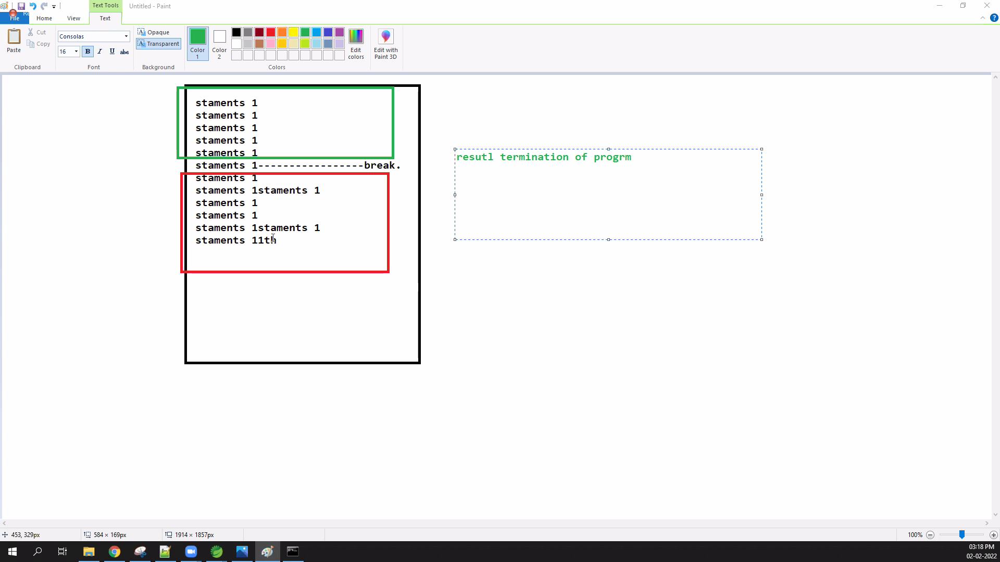 Text Tools
Untitled - Paint
File
Home
View
Text
Paste
Cut
Copy
Clipboard
Consolas
16
B
I
U
abc
Font
A Opaque
A Transparent
Background
Color 1
Color 2
Edit colors
Colors
Edit with Paint 3D
staments 1
staments 1
staments 1
staments 1
staments 1
staments 1-----------------break.
staments 1
staments 1staments 1
staments 1
staments 1
staments 1staments 1
staments 11th
resutl termination of progrm
453, 329px
584 × 169px
1914 × 1857px
100%
03:18 PM
02-02-2022